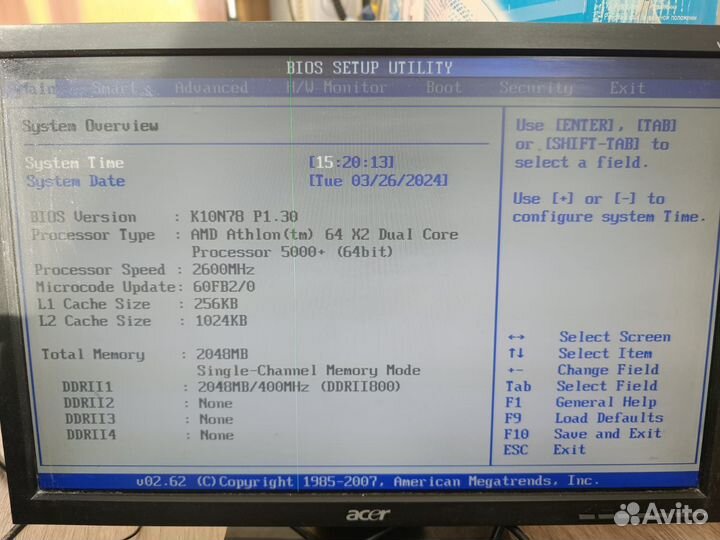 BIOS SETUP UTILITY
Main Smart Advanced H/W Monitor Boot Security Exit
System Overview
System Time [15:20:13]
System Date [Tue 03/26/2024]
BIOS Version : K10N78 P1.30
Processor Type : AMD Athlon(tm) 64 X2 Dual Core
Processor 5000+ (64bit)
Processor Speed : 2600MHz
Microcode Update: 60FB2/0
L1 Cache Size : 256KB
L2 Cache Size : 1024KB
Total Memory : 2048MB
Single-Channel Memory Mode
DDRII1 : 2048MB/400MHz (DDRII800)
DDRII2 : None
DDRII3 : None
DDRII4 : None
Use [ENTER], [TAB]
or [SHIFT-TAB] to
select a field.
Use [+] or [-] to
configure system Time.
↔ Select Screen
↑↓ Select Item
+- Change Field
Tab Select Field
F1 General Help
F9 Load Defaults
F10 Save and Exit
ESC Exit
v02.62 (C)Copyright 1985-2007, American Megatrends, Inc.
acer
Avito